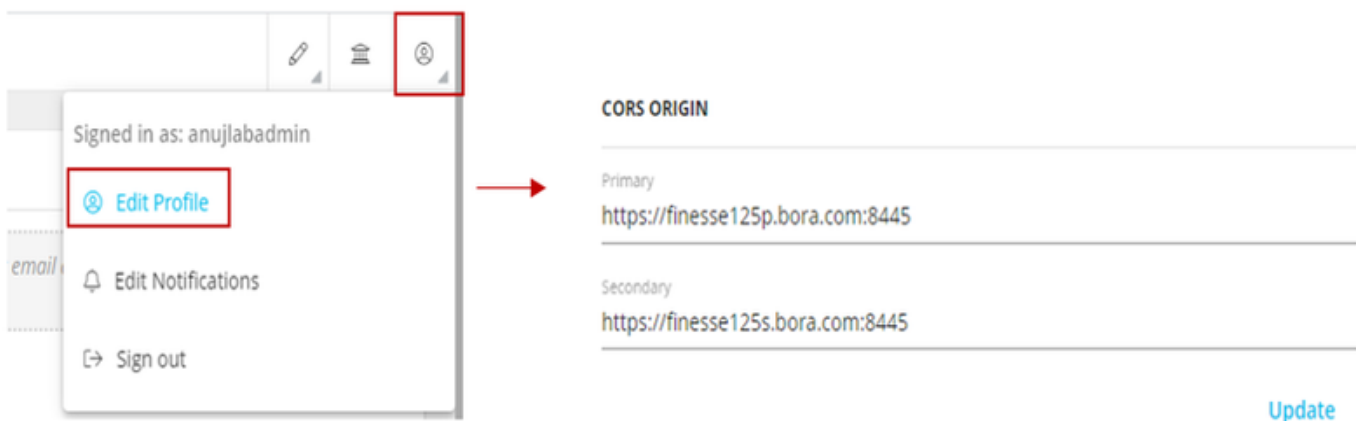 Signed in as: anujlabadmin
Edit Profile
email
Edit Notifications
Sign out
CORS ORIGIN
Primary
https://finesse125p.bora.com:8445
Secondary
https://finesse125s.bora.com:8445
Update